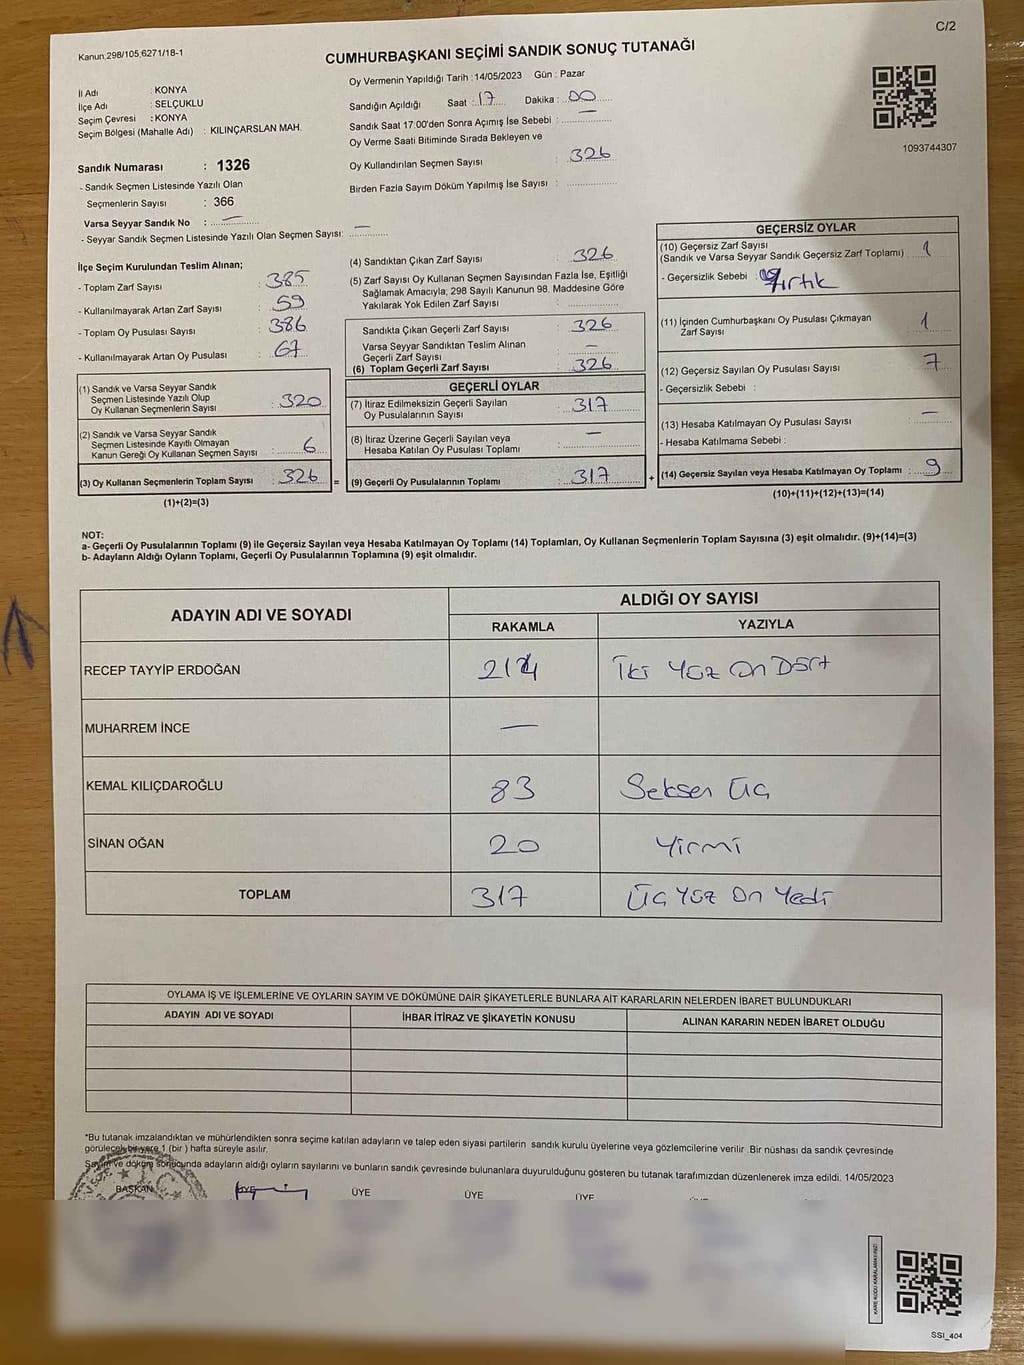 C/2
Kanun;298/105,6271/18-1
CUMHURBAŞKANI SEÇİMİ SANDIK SONUÇ TUTANAĞI
İl Adı : KONYA
İlçe Adı : SELÇUKLU
Seçim Çevresi : KONYA
Seçim Bölgesi (Mahalle Adı) : KILINÇARSLAN MAH.
Sandık Numarası : 1326
- Sandık Seçmen Listesinde Yazılı Olan
Seçmenlerin Sayısı : 366
Varsa Seyyar Sandık No : —
- Seyyar Sandık Seçmen Listesinde Yazılı Olan Seçmen Sayısı: —
Oy Vermenin Yapıldığı Tarih :14/05/2023 Gün : Pazar
Sandığın Açıldığı Saat : 17 Dakika : 00
Sandık Saat 17:00'den Sonra Açımış İse Sebebi : —
Oy Verme Saati Bitiminde Sırada Bekleyen ve
Oy Kullandırılan Seçmen Sayısı : 326
Birden Fazla Sayım Döküm Yapılmış İse Sayısı :
1093744307
İlçe Seçim Kurulundan Teslim Alınan;
- Toplam Zarf Sayısı : 385
- Kullanılmayarak Artan Zarf Sayısı : 59
- Toplam Oy Pusulası Sayısı : 386
- Kullanılmayarak Artan Oy Pusulası : 67
(1) Sandık ve Varsa Seyyar Sandık
Seçmen Listesinde Yazılı Olup
Oy Kullanan Seçmenlerin Sayısı : 320
(2) Sandık ve Varsa Seyyar Sandık
Seçmen Listesinde Kayıtlı Olmayan
Kanun Gereği Oy Kullanan Seçmen Sayısı : 6
(3) Oy Kullanan Seçmenlerin Toplam Sayısı : 326 =
(1)+(2)=(3)
(4) Sandıktan Çıkan Zarf Sayısı : 326
(5) Zarf Sayısı Oy Kullanan Seçmen Sayısından Fazla İse, Eşitliği
Sağlamak Amacıyla, 298 Sayılı Kanunun 98. Maddesine Göre
Yakılarak Yok Edilen Zarf Sayısı :
Sandıkta Çıkan Geçerli Zarf Sayısı : 326
Varsa Seyyar Sandıktan Teslim Alınan
Geçerli Zarf Sayısı : —
(6) Toplam Geçerli Zarf Sayısı : 326
GEÇERLİ OYLAR
(7) İtiraz Edilmeksizin Geçerli Sayılan
Oy Pusulalarının Sayısı : 317
(8) İtiraz Üzerine Geçerli Sayılan veya
Hesaba Katılan Oy Pusulası Toplamı : —
(9) Geçerli Oy Pusulalarının Toplamı : 317 +
GEÇERSİZ OYLAR
(10) Geçersiz Zarf Sayısı
(Sandık ve Varsa Seyyar Sandık Geçersiz Zarf Toplamı) : 1
- Geçersizlik Sebebi : Yırtık
(11) İçinden Cumhurbaşkanı Oy Pusulası Çıkmayan
Zarf Sayısı : 1
(12) Geçersiz Sayılan Oy Pusulası Sayısı : 7
- Geçersizlik Sebebi :
(13) Hesaba Katılmayan Oy Pusulası Sayısı : —
- Hesaba Katılmama Sebebi :
(14) Geçersiz Sayılan veya Hesaba Katılmayan Oy Toplamı : 9
(10)+(11)+(12)+(13)=(14)
NOT:
a- Geçerli Oy Pusulalarının Toplamı (9) ile Geçersiz Sayılan veya Hesaba Katılmayan Oy Toplamı (14) Toplamları, Oy Kullanan Seçmenlerin Toplam Sayısına (3) eşit olmalıdır. (9)+(14)=(3)
b- Adayların Aldığı Oyların Toplamı, Geçerli Oy Pusulalarının Toplamına (9) eşit olmalıdır.
ADAYIN ADI VE SOYADI
ALDIĞI OY SAYISI
RAKAMLA YAZIYLA
RECEP TAYYİP ERDOĞAN 214 İki Yüz On Dört
MUHARREM İNCE —
KEMAL KILIÇDAROĞLU 83 Seksen Üç
SİNAN OĞAN 20 Yirmi
TOPLAM 317 Üç Yüz On Yedi
OYLAMA İŞ VE İŞLEMLERİNE VE OYLARIN SAYIM VE DÖKÜMÜNE DAİR ŞİKAYETLERLE BUNLARA AİT KARARLARIN NELERDEN İBARET BULUNDUKLARI
ADAYIN ADI VE SOYADI İHBAR İTİRAZ VE ŞİKAYETİN KONUSU ALINAN KARARIN NEDEN İBARET OLDUĞU
*Bu tutanak imzalandıktan ve mühürlendikten sonra seçime katılan adayların ve talep eden siyasi partilerin sandık kurulu üyelerine veya gözlemcilerine verilir .Bir nüshası da sandık çevresinde
görülecek bir yere 1 (bir ) hafta süreyle asılır.
Sayım ve döküm sonucunda adayların aldığı oyların sayılarını ve bunların sandık çevresinde bulunanlara duyurulduğunu gösteren bu tutanak tarafımızdan düzenlenerek imza edildi. 14/05/2023
BAŞKAN ÜYE ÜYE ÜYE
KARE KODU KARALAMAYINIZ!
SSI_404